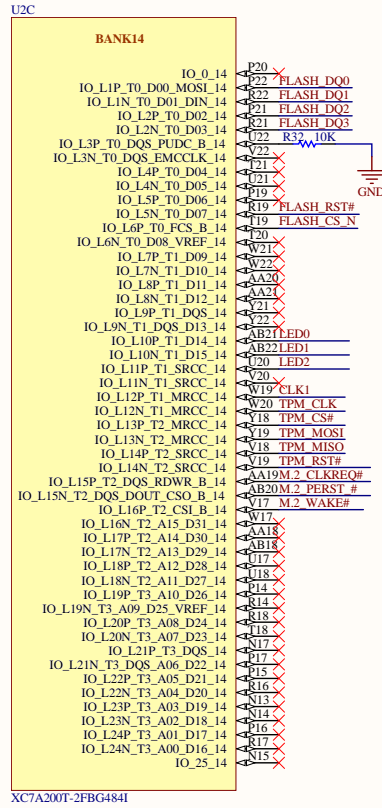 U2C
BANK14
IO_0_14 P20
IO_L1P_T0_D00_MOSI_14 P22 FLASH_DQ0
IO_L1N_T0_D01_DIN_14 R22 FLASH_DQ1
IO_L2P_T0_D02_14 P21 FLASH_DQ2
IO_L2N_T0_D03_14 R21 FLASH_DQ3
IO_L3P_T0_DQS_PUDC_B_14 U22 R32 10K
IO_L3N_T0_DQS_EMCCLK_14 V22
IO_L4P_T0_D04_14 T21
IO_L4N_T0_D05_14 U21
GND
IO_L5P_T0_D06_14 P19
IO_L5N_T0_D07_14 R19 FLASH_RST#
IO_L6P_T0_FCS_B_14 T19 FLASH_CS_N
IO_L6N_T0_D08_VREF_14 T20
IO_L7P_T1_D09_14 W21
IO_L7N_T1_D10_14 W22
IO_L8P_T1_D11_14 AA20
IO_L8N_T1_D12_14 AA21
IO_L9P_T1_DQS_14 Y21
IO_L9N_T1_DQS_D13_14 Y22
IO_L10P_T1_D14_14 AB21 LED0
IO_L10N_T1_D15_14 AB22 LED1
IO_L11P_T1_SRCC_14 U20 LED2
IO_L11N_T1_SRCC_14 V20
IO_L12P_T1_MRCC_14 W19 CLK1
IO_L12N_T1_MRCC_14 W20 TPM_CLK
IO_L13P_T2_MRCC_14 Y18 TPM_CS#
IO_L13N_T2_MRCC_14 Y19 TPM_MOSI
IO_L14P_T2_SRCC_14 V18 TPM_MISO
IO_L14N_T2_SRCC_14 V19 TPM_RST#
IO_L15P_T2_DQS_RDWR_B_14 AA19 M.2_CLKREQ#
IO_L15N_T2_DQS_DOUT_CSO_B_14 AB20 M.2_PERST_#
IO_L16P_T2_CSI_B_14 V17 M.2_WAKE#
IO_L16N_T2_A15_D31_14 W17
IO_L17P_T2_A14_D30_14 AA18
IO_L17N_T2_A13_D29_14 AB18
IO_L18P_T2_A12_D28_14 U17
IO_L18N_T2_A11_D27_14 U18
IO_L19P_T3_A10_D26_14 P14
IO_L19N_T3_A09_D25_VREF_14 R14
IO_L20P_T3_A08_D24_14 R18
IO_L20N_T3_A07_D23_14 T18
IO_L21P_T3_DQS_14 N17
IO_L21N_T3_DQS_A06_D22_14 P17
IO_L22P_T3_A05_D21_14 P15
IO_L22N_T3_A04_D20_14 R16
IO_L23P_T3_A03_D19_14 N13
IO_L23N_T3_A02_D18_14 N14
IO_L24P_T3_A01_D17_14 P16
IO_L24N_T3_A00_D16_14 R17
IO_25_14 N15
XC7A200T-2FBG484I